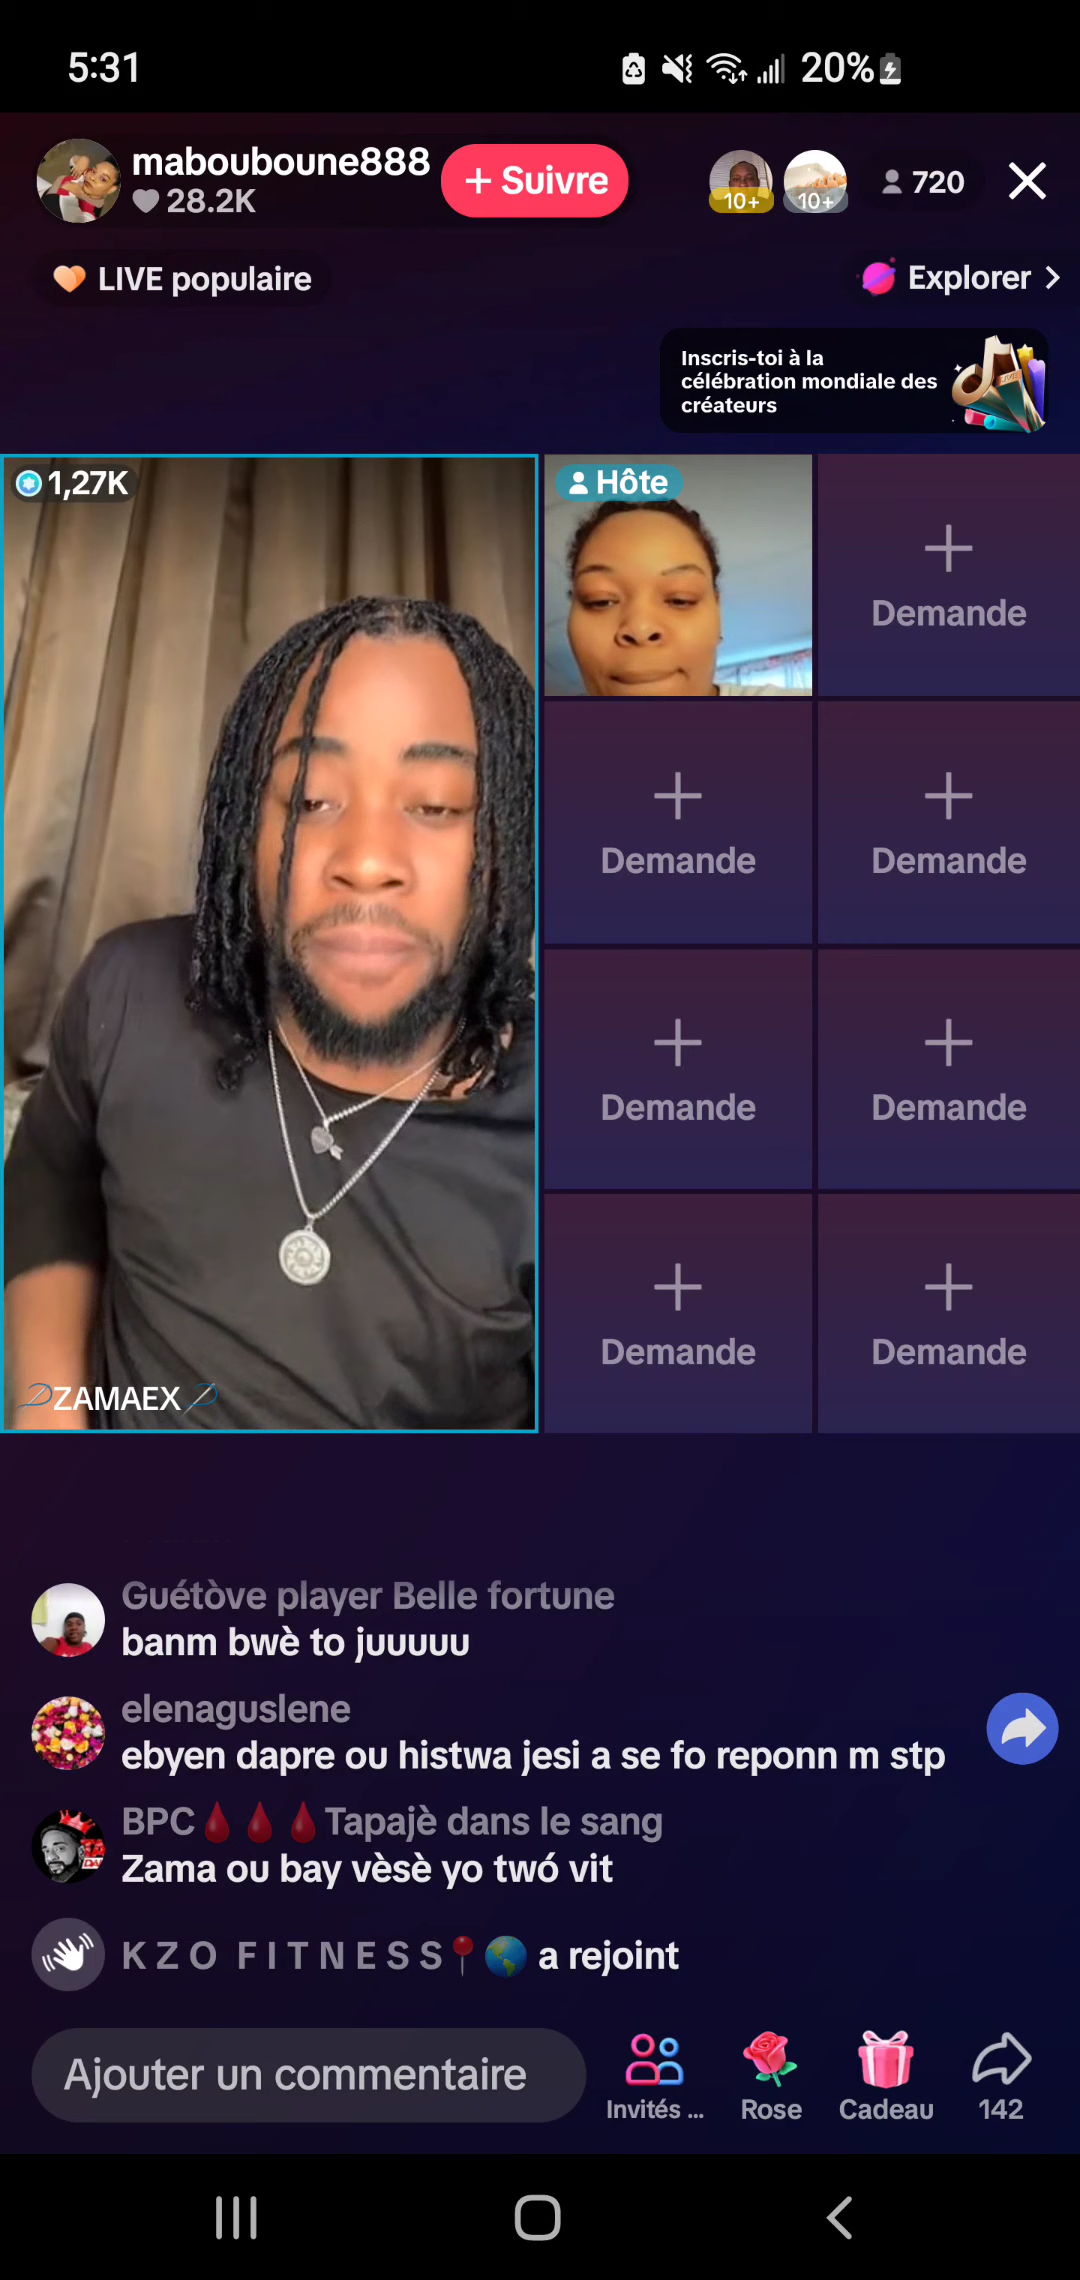 5:31
20%
mabouboune888
28.2K
+ Suivre
10+
10+
720
LIVE populaire
Explorer
Inscris-toi à la
célébration mondiale des
créateurs
1,27K
Hôte
Demande
Demande
Demande
Demande
Demande
Demande
Demande
ZAMAEX
Guétòve player Belle fortune
banm bwè to juuuuu
elenaguslene
ebyen dapre ou histwa jesi a se fo reponn m stp
BPC🩸🩸🩸Tapajè dans le sang
Zama ou bay vèsè yo twó vit
K Z O F I T N E S S📍🌎 a rejoint
Ajouter un commentaire
Invités ...
Rose
Cadeau
142